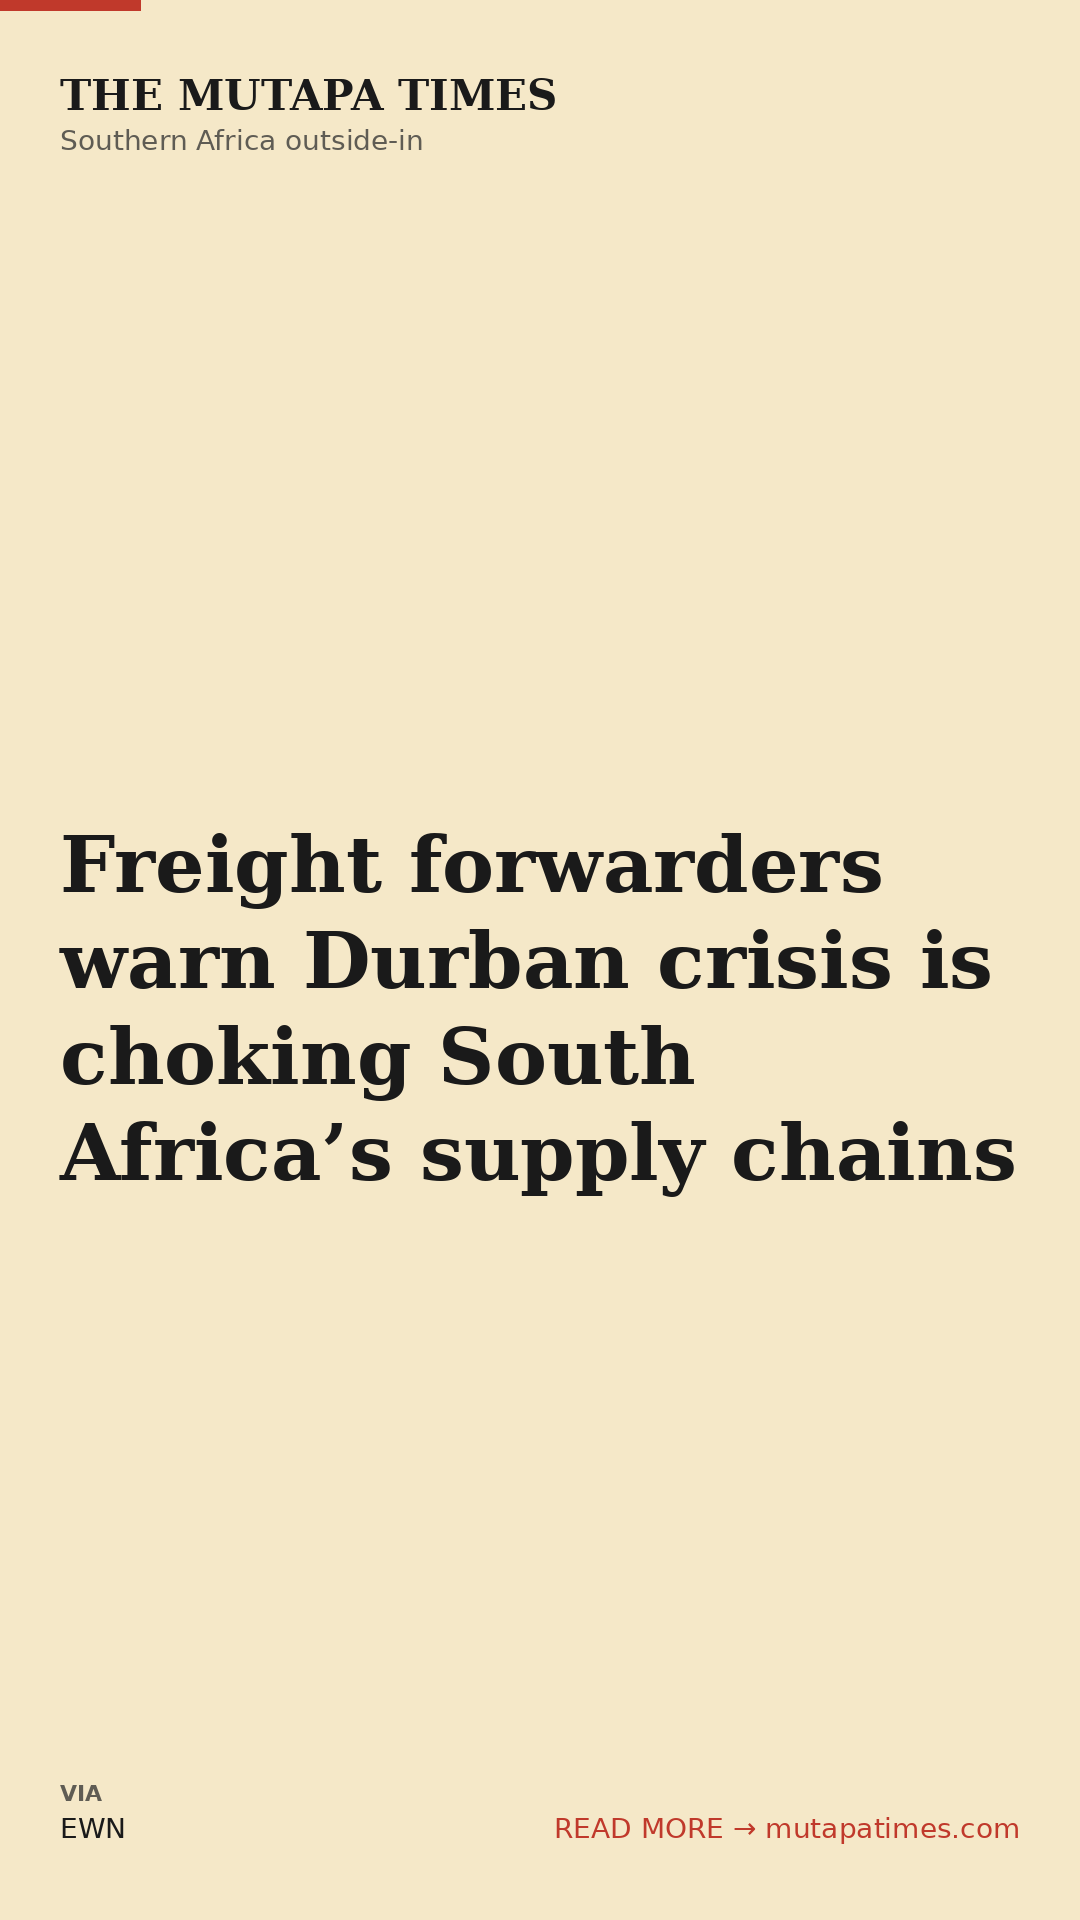 THE MUTAPA TIMES
Southern Africa outside-in
Freight forwarders
warn Durban crisis is
choking South
Africa’s supply chains
VIA
EWN
READ MORE → mutapatimes.com